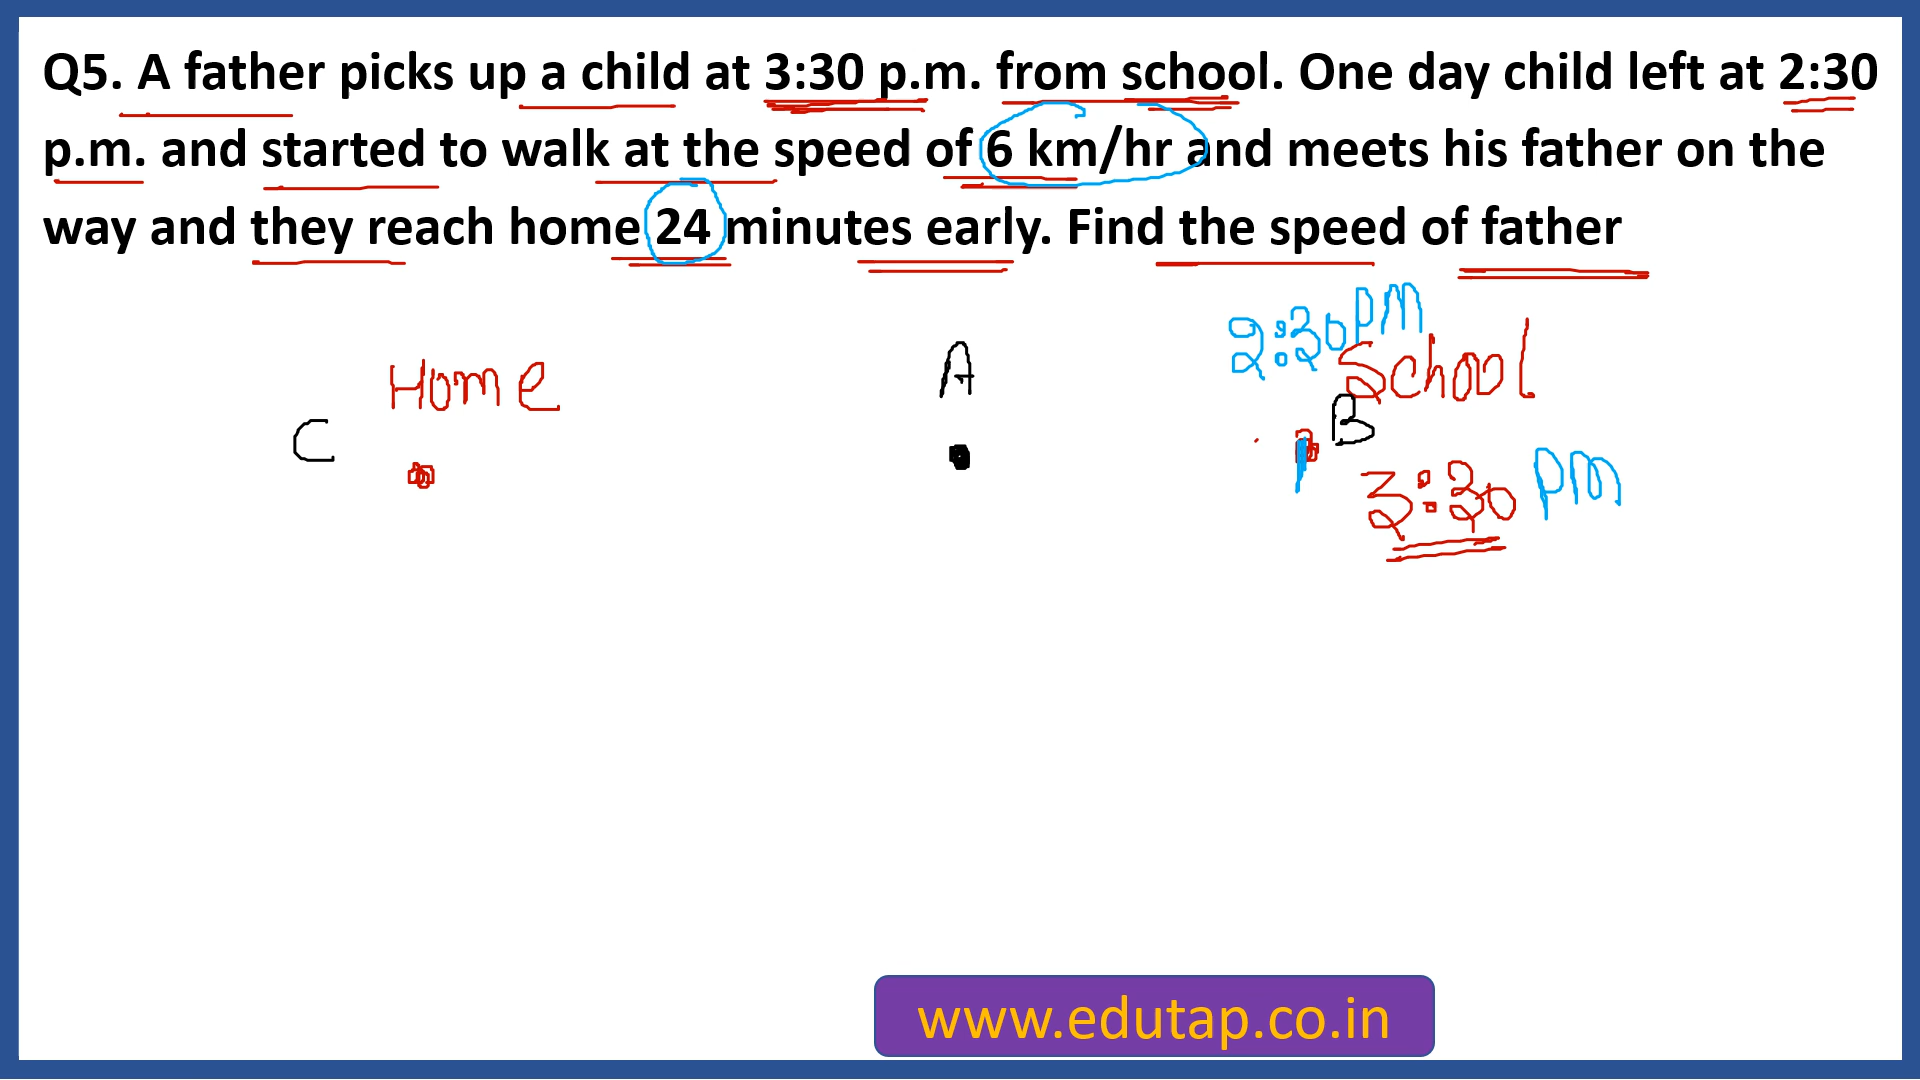 Q5. A father picks up a child at 3:30 p.m. from school. One day child left at 2:30
p.m. and started to walk at the speed of 6 km/hr and meets his father on the
way and they reach home 24 minutes early. Find the speed of father
2:30 pm
Home
A
School
C
B
3:30 pm
www.edutap.co.in